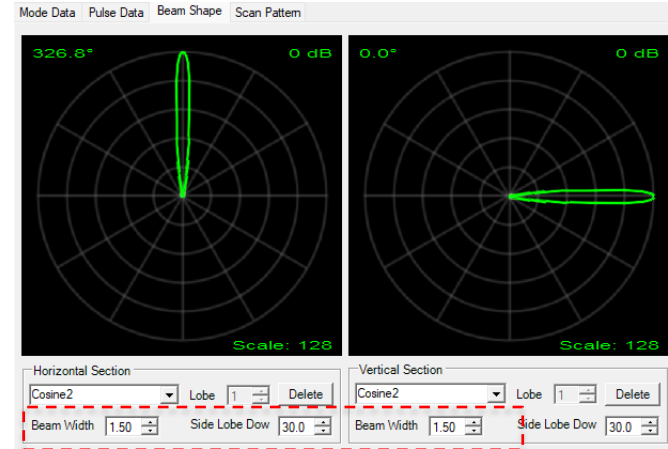 Mode Data Pulse Data Beam Shape Scan Pattern
326.8° 0 dB 0.0° 0 dB
Scale: 128 Scale: 128
Horizontal Section Vertical Section
Cosine2 Lobe 1 Delete Cosine2 Lobe 1 Delete
Beam Width 1.50 Side Lobe Dow 30.0 Beam Width 1.50 Side Lobe Dow 30.0